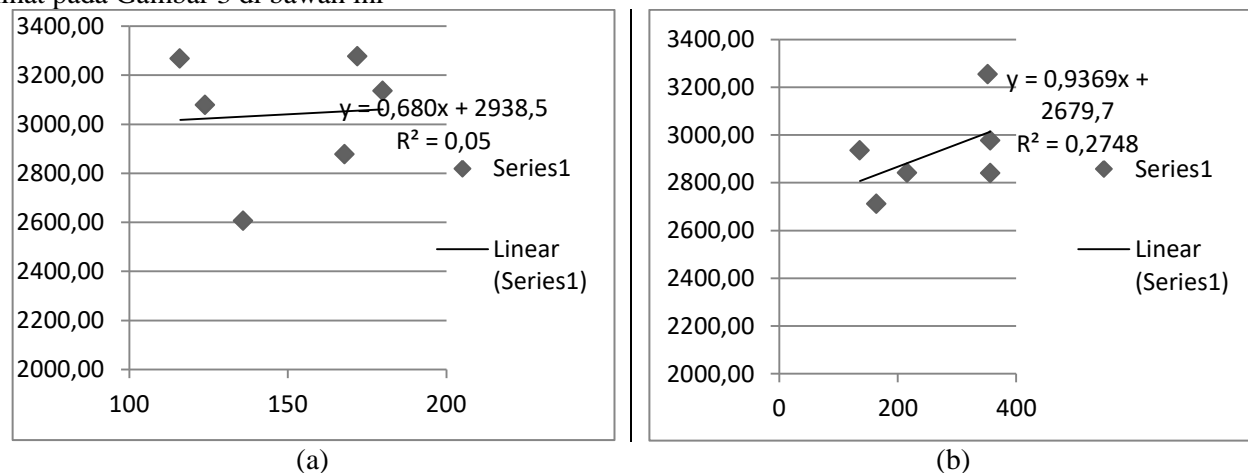 pada Gambar 3 di bawah ini
3400,00
3200,00
3000,00
2800,00
2600,00
2400,00
2200,00
2000,00
100
150
200
y = 0,680x + 2938,5
R² = 0,05
Series1
Linear
(Series1)
(a)
3400,00
3200,00
3000,00
2800,00
2600,00
2400,00
2200,00
2000,00
0
200
400
y = 0,9369x +
2679,7
R² = 0,2748
Series1
Linear
(Series1)
(b)